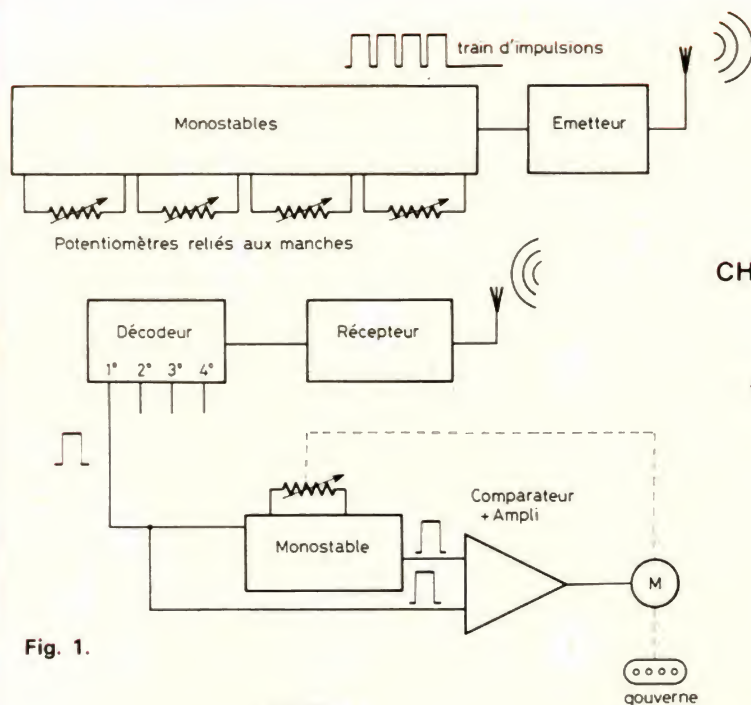 train d'impulsions
Monostables
Emetteur
Potentiomètres reliés aux manches
CH
Décodeur
1° 2° 3° 4°
Récepteur
Comparateur
+ Ampli
Monostable
M
Fig. 1.
gouverne